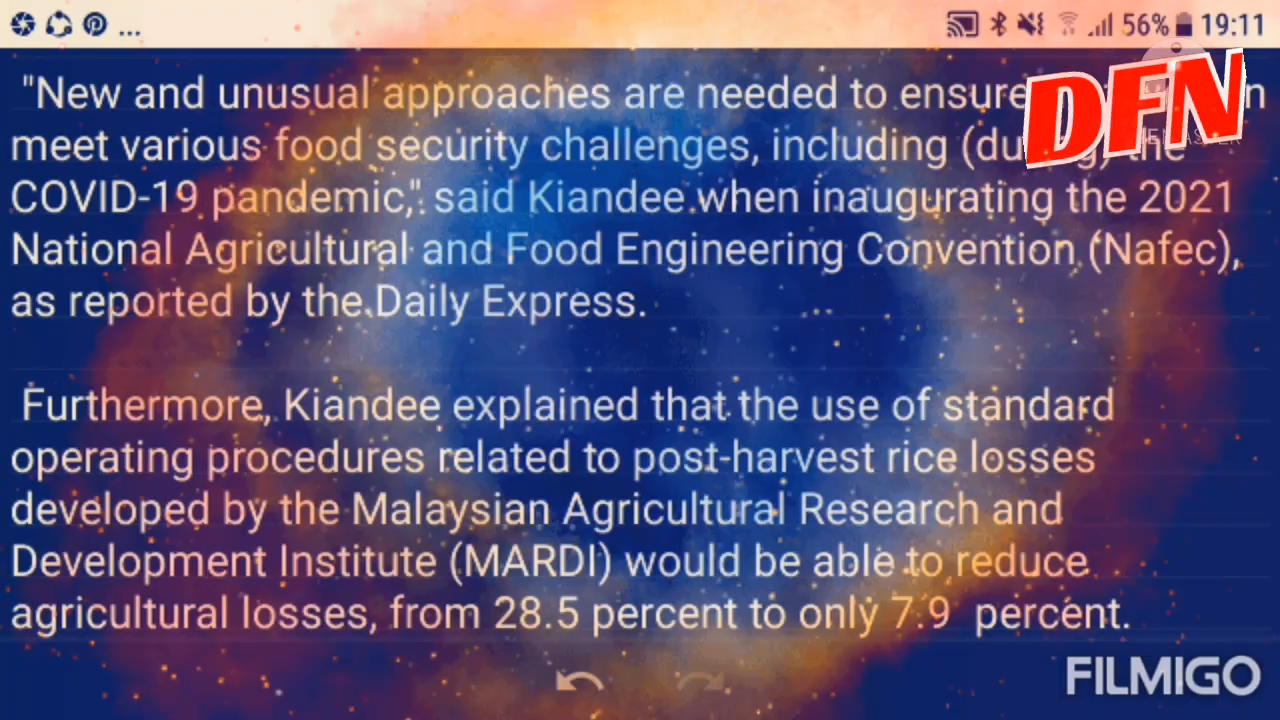 ... 56% 19:11
DFN
"New and unusual approaches are needed to ensure
meet various food security challenges, including (during) the
COVID-19 pandemic," said Kiandee when inaugurating the 2021
National Agricultural and Food Engineering Convention (Nafec),
as reported by the Daily Express.
Furthermore, Kiandee explained that the use of standard
operating procedures related to post-harvest rice losses
developed by the Malaysian Agricultural Research and
Development Institute (MARDI) would be able to reduce
agricultural losses, from 28.5 percent to only 7.9 percent.
FILMIGO